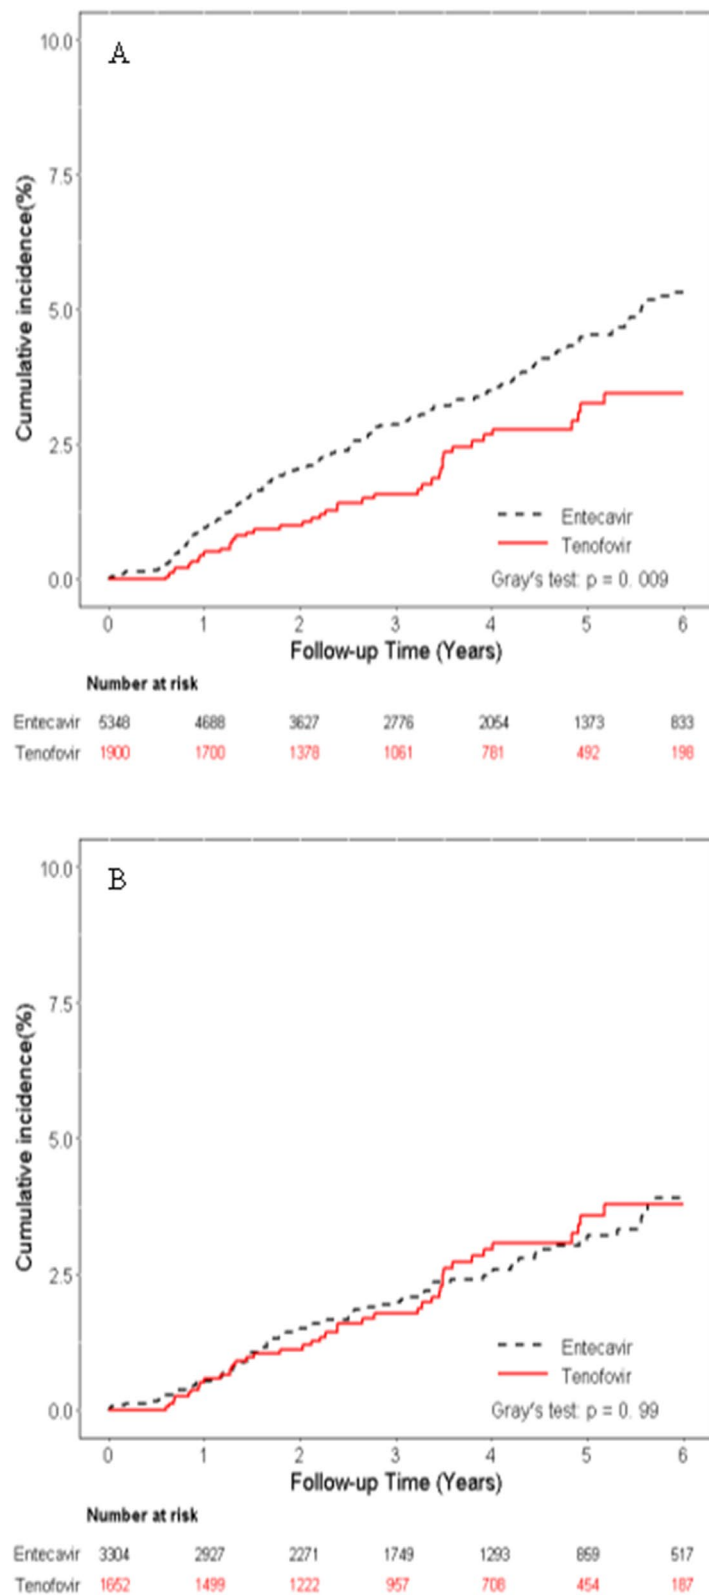 A
10.0
7.5
5.0
2.5
0.0
Cumulative incidence(%)
Entecavir
Tenofovir
Gray's test: p = 0. 009
0 1 2 3 4 5 6
Follow-up Time (Years)
Number at risk
Entecavir 5348 4688 3627 2776 2054 1373 833
Tenofovir 1900 1700 1378 1061 781 492 198
B
10.0
7.5
5.0
2.5
0.0
Cumulative incidence(%)
Entecavir
Tenofovir
Gray's test: p = 0. 99
0 1 2 3 4 5 6
Follow-up Time (Years)
Number at risk
Entecavir 3304 2927 2271 1749 1293 859 517
Tenofovir 1652 1499 1222 957 708 454 187